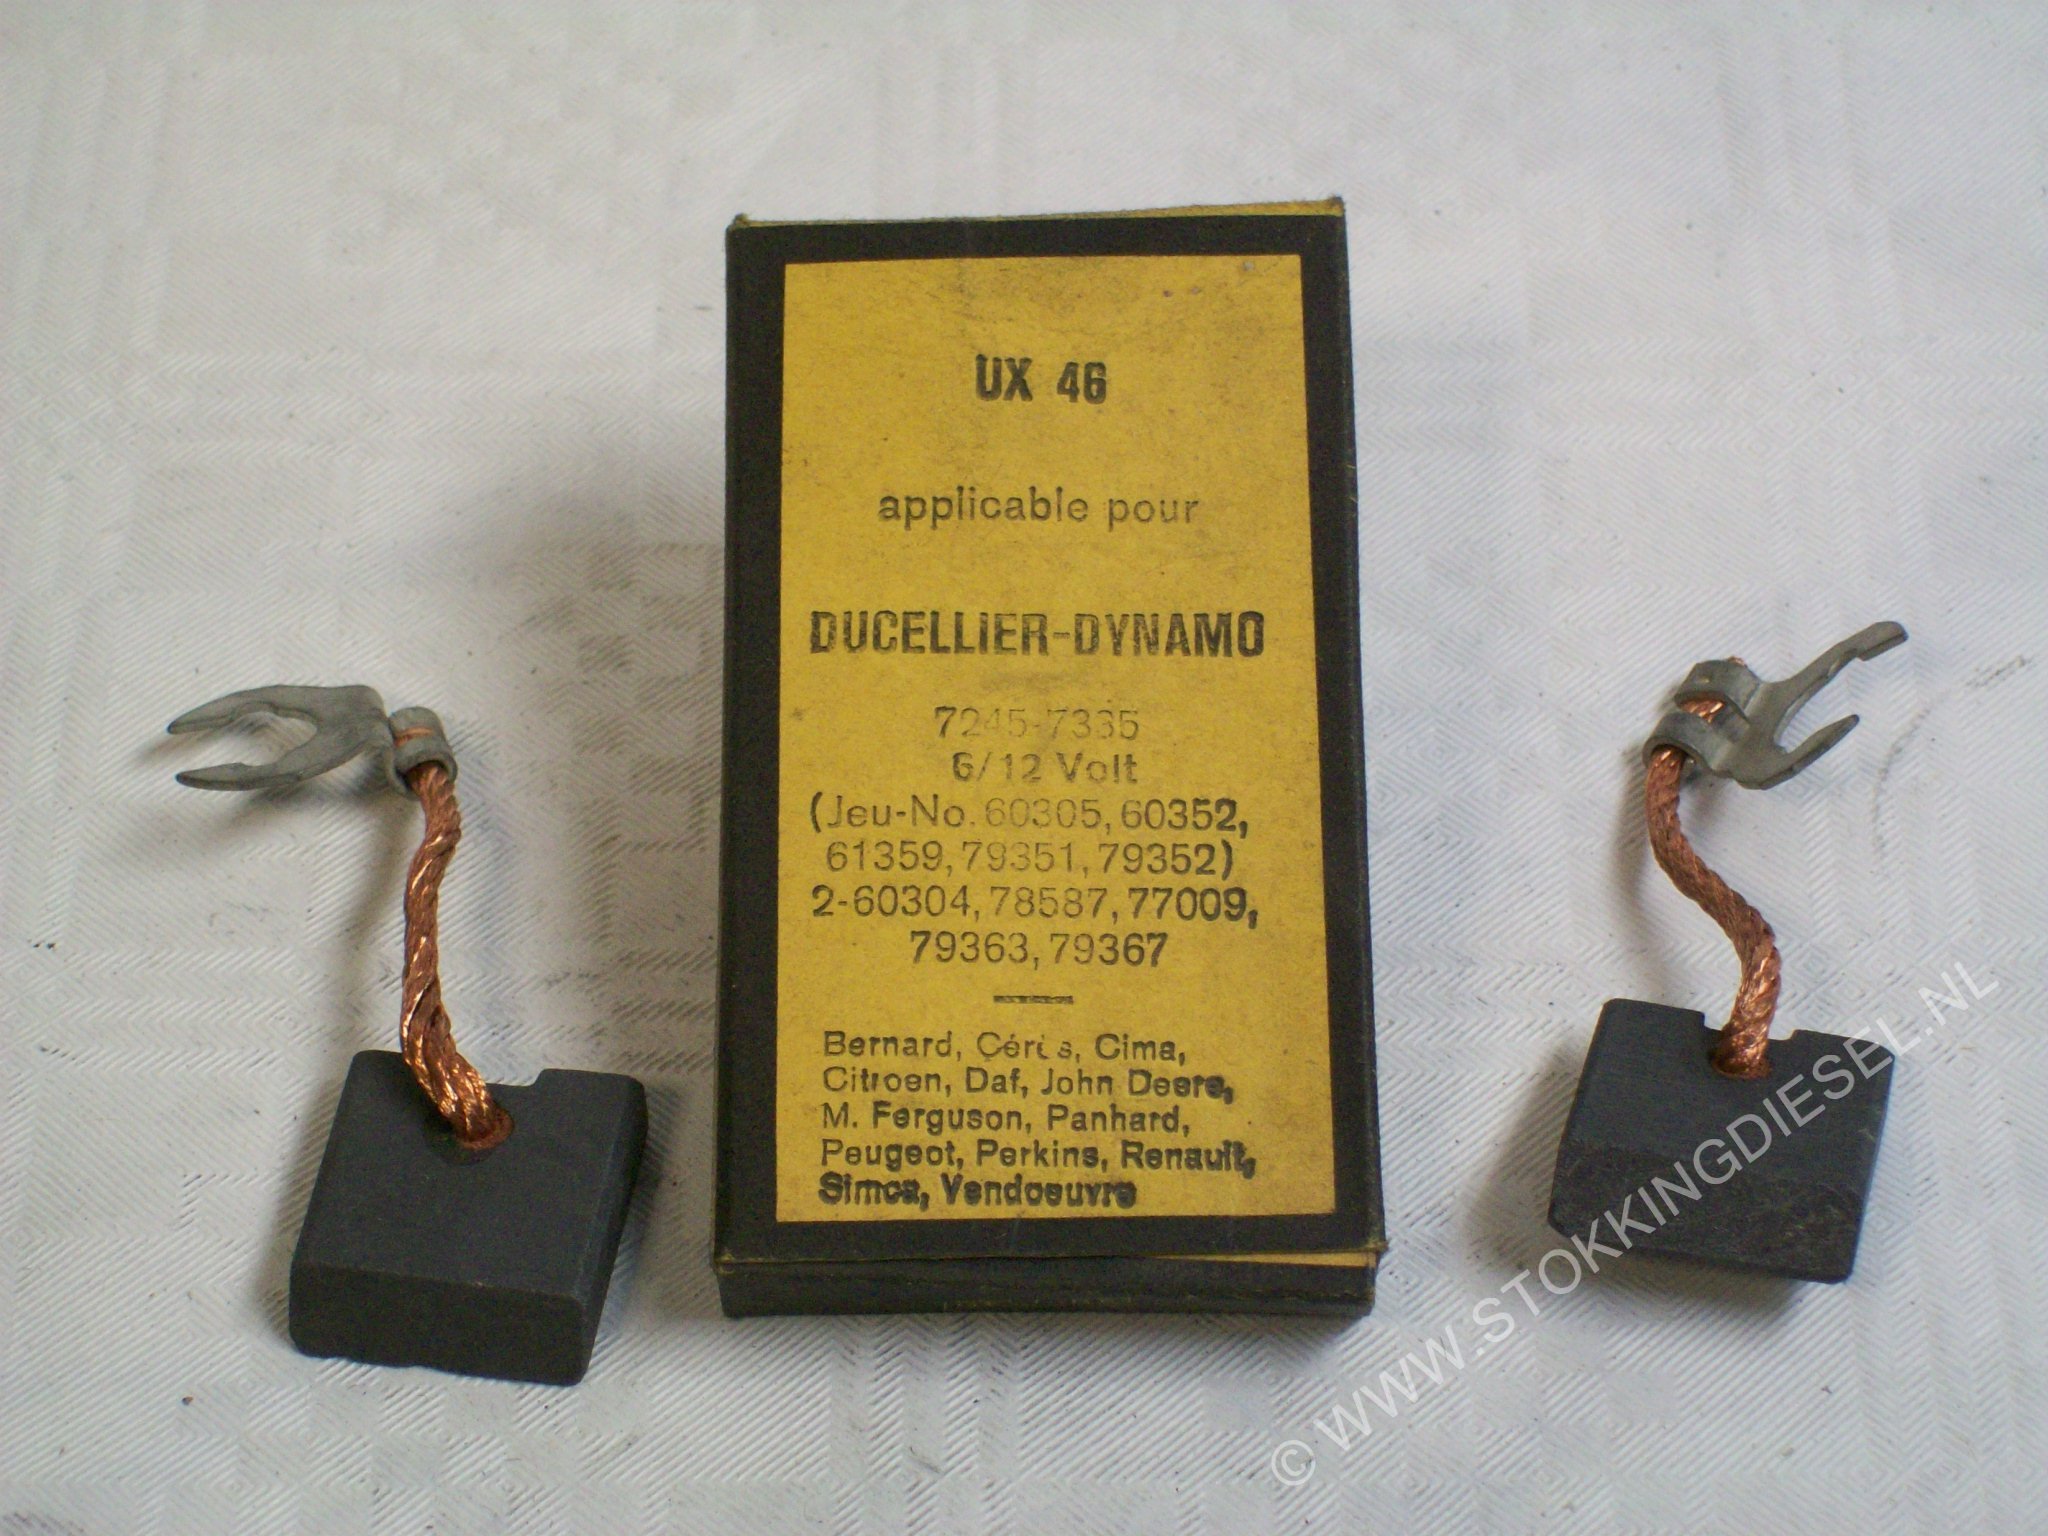 UX 46
applicable pour
DUCELLIER-DYNAMO
7245-7335
6/12 Volt
(Jeu-No. 60305, 60352,
61359, 79351, 79352)
2-60304, 78587, 77009,
79363, 79367
Bernard, Cérès, Cima,
Citroen, Daf, John Deere,
M. Ferguson, Panhard,
Peugeot, Perkins, Renault,
Simca, Vendoeuvre
© WWW.STOKKINGDIESEL.NL